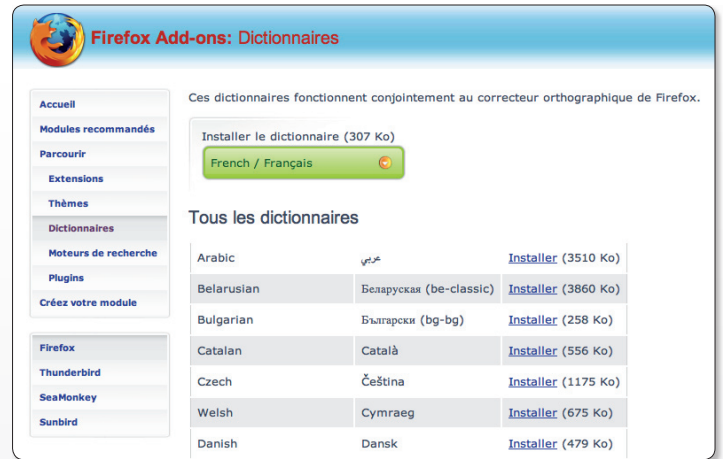 Firefox Add-ons: Dictionnaires
Accueil
Modules recommandés
Parcourir
Extensions
Thèmes
Dictionnaires
Moteurs de recherche
Plugins
Créez votre module
Firefox
Thunderbird
SeaMonkey
Sunbird
Ces dictionnaires fonctionnent conjointement au correcteur orthographique de Firefox.
Installer le dictionnaire (307 Ko)
French / Français
Tous les dictionnaires
Arabic عربي Installer (3510 Ko)
Belarusian Беларуская (be-classic) Installer (3860 Ko)
Bulgarian Български (bg-bg) Installer (258 Ko)
Catalan Català Installer (556 Ko)
Czech Čeština Installer (1175 Ko)
Welsh Cymraeg Installer (675 Ko)
Danish Dansk Installer (479 Ko)